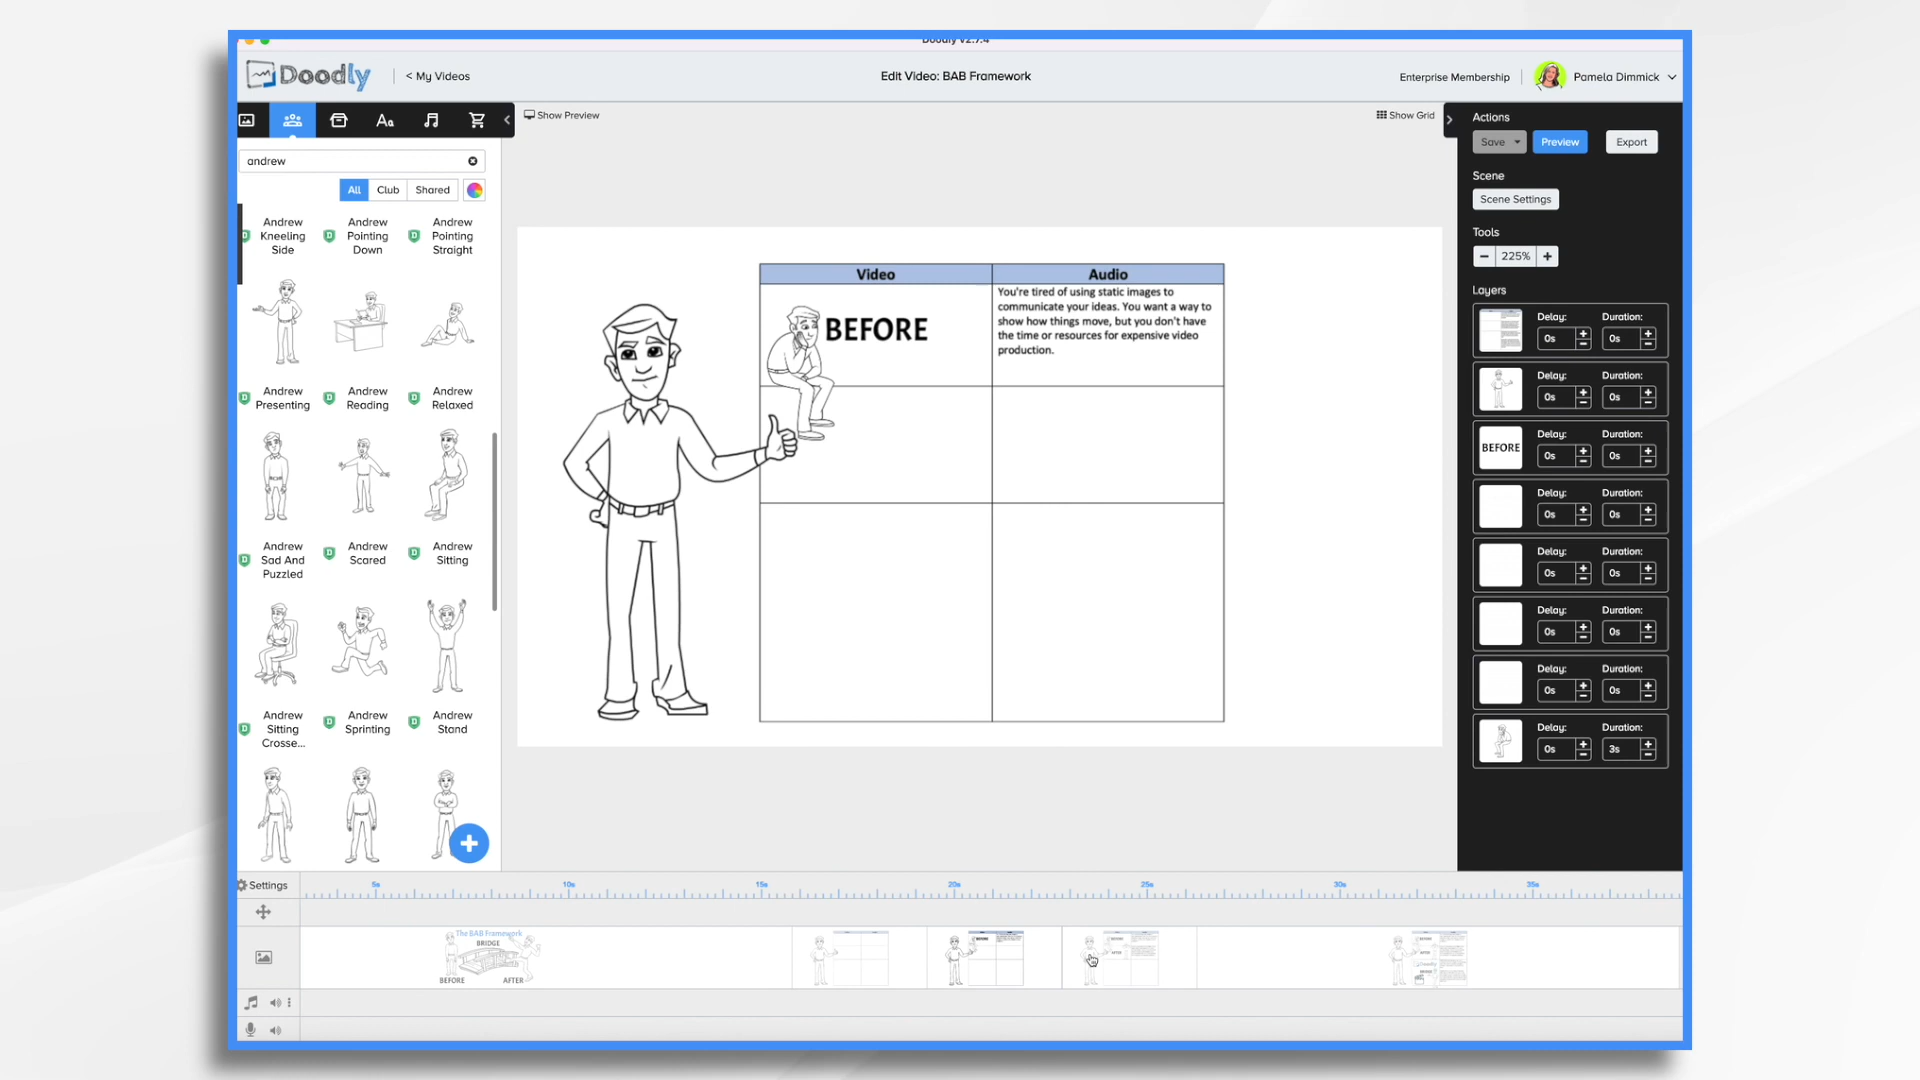 Doodly v2.7.4
Doodly
< My Videos
Edit Video: BAB Framework
Enterprise Membership
Pamela Dimmick
Show Preview
Show Grid
andrew
All
Club
Shared
Andrew Kneeling Side
Andrew Pointing Down
Andrew Pointing Straight
Andrew Presenting
Andrew Reading
Andrew Relaxed
Andrew Sad And Puzzled
Andrew Scared
Andrew Sitting
Andrew Sitting Crosse...
Andrew Sprinting
Andrew Stand
Video
Audio
BEFORE
You're tired of using static images to
communicate your ideas. You want a way to
show how things move, but you don't have
the time or resources for expensive video
production.
Actions
Save
Preview
Export
Scene
Scene Settings
Tools
225%
Layers
Delay: Duration:
0s 0s
Delay: Duration:
0s 0s
BEFORE
Delay: Duration:
0s 0s
Delay: Duration:
0s 0s
Delay: Duration:
0s 0s
Delay: Duration:
0s 0s
Delay: Duration:
0s 0s
Delay: Duration:
0s 3s
Settings
5s 10s 15s 20s 25s 30s 35s
The BAB Framework
BRIDGE
BEFORE
AFTER
BEFORE
BEFORE
AFTER